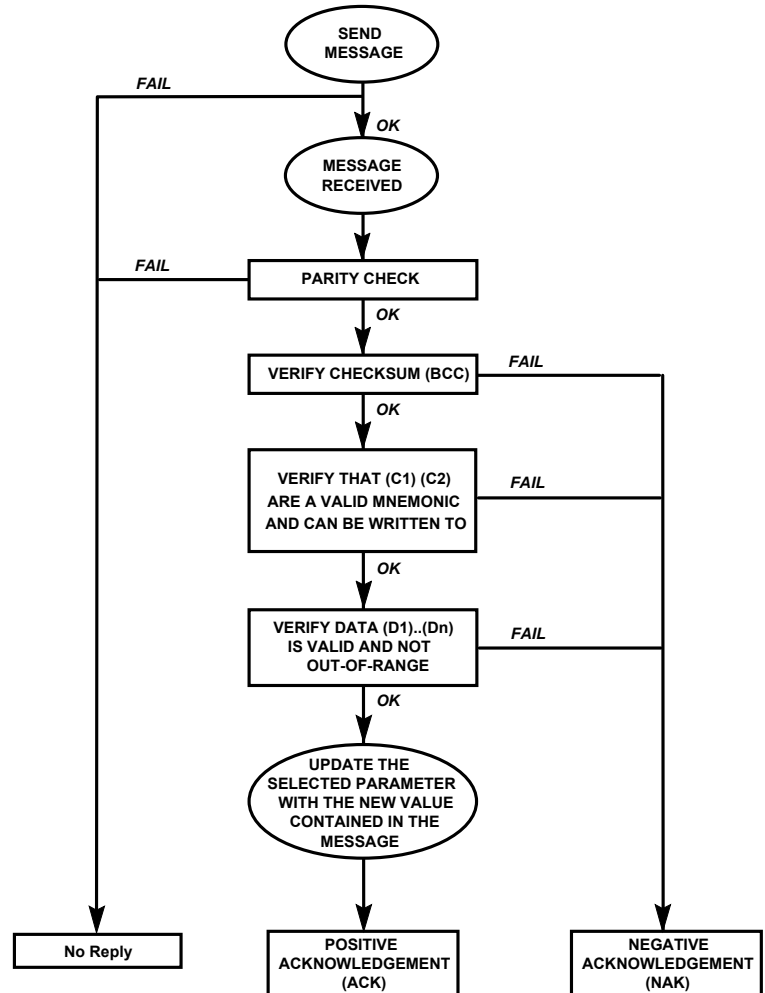 SEND
MESSAGE
FAIL
OK
MESSAGE
RECEIVED
FAIL
PARITY CHECK
OK
VERIFY CHECKSUM (BCC)
FAIL
OK
VERIFY THAT (C1) (C2)
ARE A VALID MNEMONIC
AND CAN BE WRITTEN TO
FAIL
OK
VERIFY DATA (D1)..(Dn)
IS VALID AND NOT
OUT-OF-RANGE
FAIL
OK
UPDATE THE
SELECTED PARAMETER
WITH THE NEW VALUE
CONTAINED IN THE
MESSAGE
No Reply
POSITIVE
ACKNOWLEDGEMENT
(ACK)
NEGATIVE
ACKNOWLEDGEMENT
(NAK)